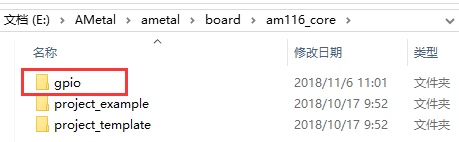 文档 (E:) > AMetal > ametal > board > am116_core
名称 修改日期 类型
gpio 2018/11/6 11:01 文件夹
project_example 2018/10/17 9:52 文件夹
project_template 2018/10/17 9:52 文件夹